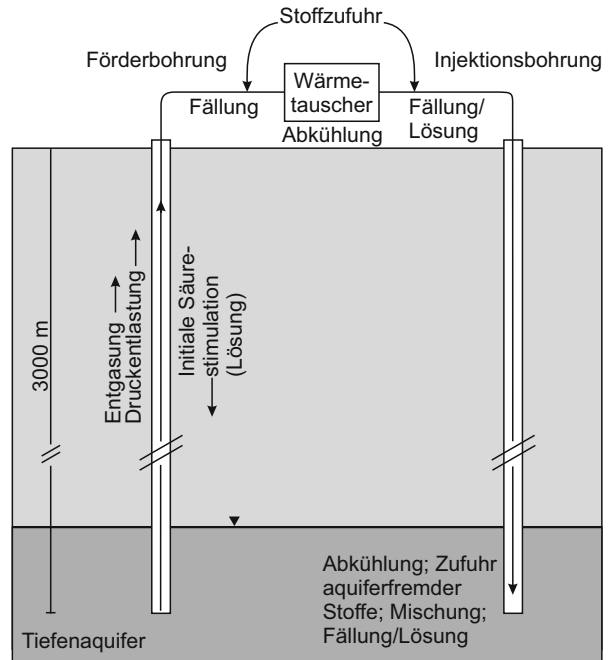 Stoffzufuhr
Förderbohrung
Injektionsbohrung
Wärme-
tauscher
Fällung
Abkühlung
Fällung/
Lösung
3000 m
Entgasung
Druckentlastung
Initiale Säure-
stimulation
(Lösung)
Abkühlung; Zufuhr
aquiferfremder
Stoffe; Mischung;
Fällung/Lösung
Tiefenaquifer